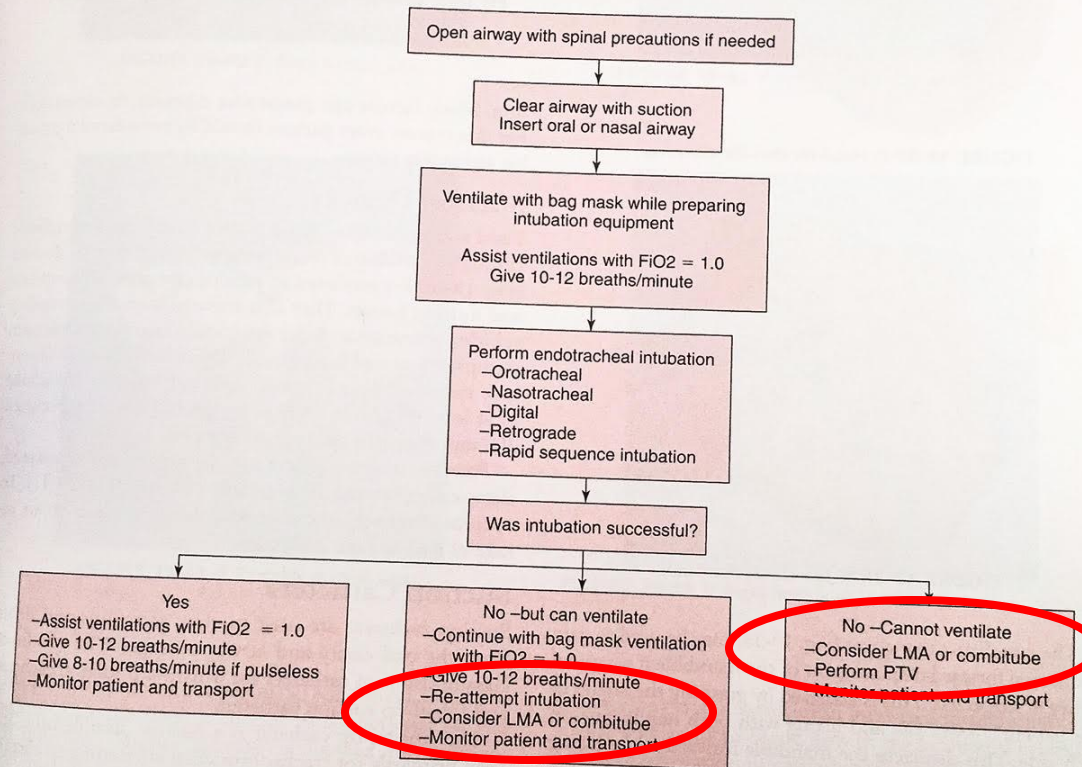 Open airway with spinal precautions if needed
Clear airway with suction
Insert oral or nasal airway
Ventilate with bag mask while preparing
intubation equipment
Assist ventilations with FiO2 = 1.0
Give 10-12 breaths/minute
Perform endotracheal intubation
–Orotracheal
–Nasotracheal
–Digital
–Retrograde
–Rapid sequence intubation
Was intubation successful?
Yes
–Assist ventilations with FiO2 = 1.0
–Give 10-12 breaths/minute
–Give 8-10 breaths/minute if pulseless
–Monitor patient and transport
No –but can ventilate
–Continue with bag mask ventilation
with FiO2 = 1.0
–Give 10-12 breaths/minute
–Re-attempt intubation
–Consider LMA or combitube
–Monitor patient and transport
No –Cannot ventilate
–Consider LMA or combitube
–Perform PTV
–Monitor patient and transport